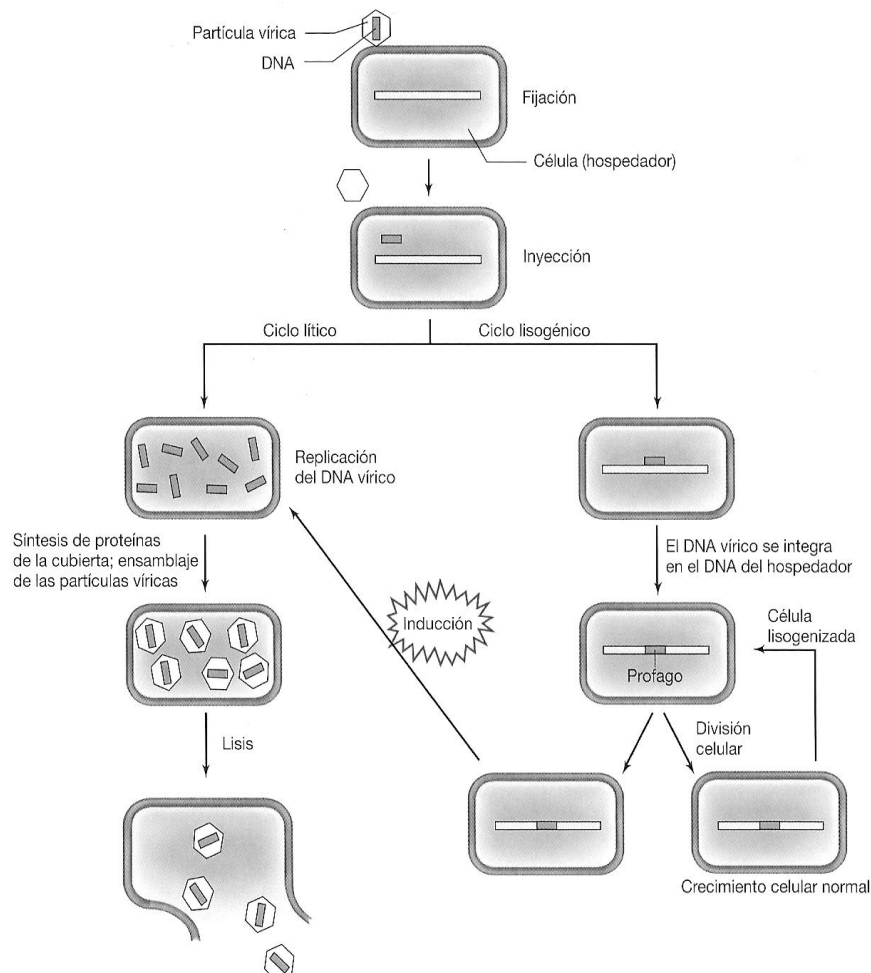 Partícula vírica
DNA
Fijación
Célula (hospedador)
Inyección
Ciclo lítico
Ciclo lisogénico
Replicación
del DNA vírico
Síntesis de proteínas
de la cubierta; ensamblaje
de las partículas víricas
El DNA vírico se integra
en el DNA del hospedador
Inducción
Célula
lisogenizada
Profago
División
celular
Lisis
Crecimiento celular normal